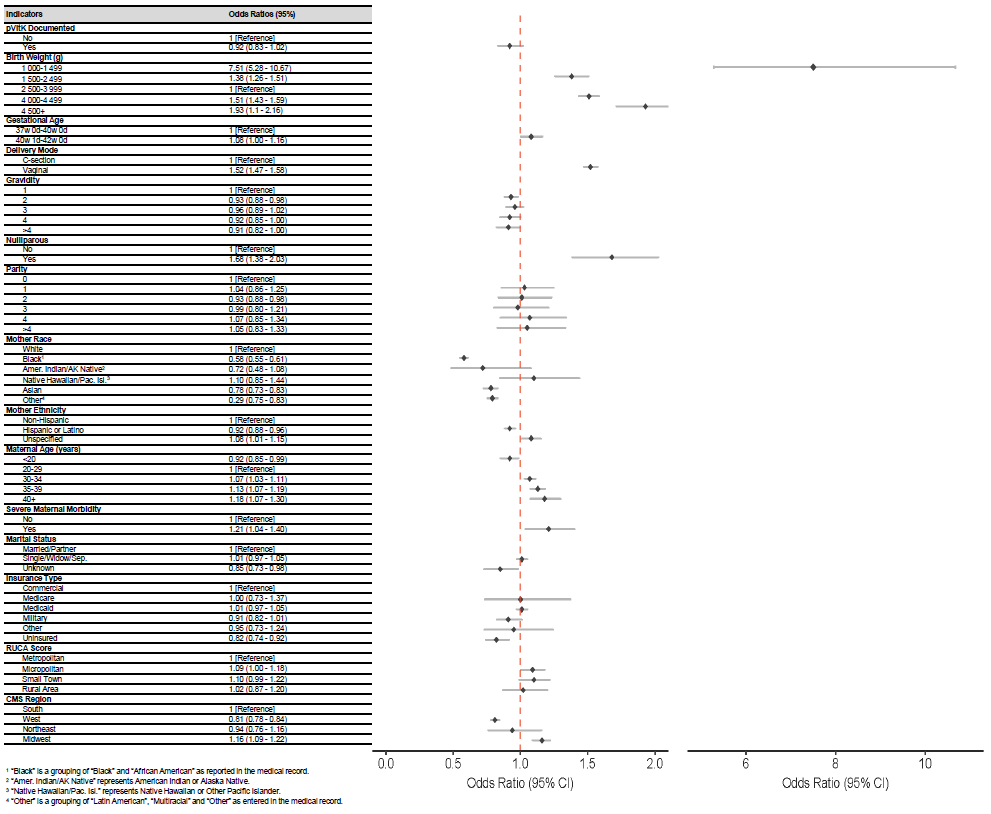 Indicators Odds Ratios (95%)
pVitK Documented
No 1 [Reference]
Yes 0.92 (0.83 - 1.02)
Birth Weight (g)
1 000-1 499 7.51 (5.28 - 10.67)
1 500-2 499 1.38 (1.26 - 1.51)
2 500-3 999 1 [Reference]
4 000-4 499 1.51 (1.43 - 1.59)
4 500+ 1.93 (1.1 - 2.16)
Gestational Age
37w 0d-40w 0d 1 [Reference]
40w 1d-42w 0d 1.08 (1.00 - 1.16)
Delivery Mode
C-section 1 [Reference]
Vaginal 1.52 (1.47 - 1.58)
Gravidity
1 1 [Reference]
2 0.93 (0.88 - 0.98)
3 0.96 (0.89 - 1.02)
4 0.92 (0.85 - 1.00)
>4 0.91 (0.82 - 1.00)
Nulliparous
No 1 [Reference]
Yes 1.68 (1.38 - 2.03)
Parity
0 1 [Reference]
1 1.04 (0.86 - 1.25)
2 0.93 (0.88 - 0.98)
3 0.99 (0.80 - 1.21)
4 1.07 (0.85 - 1.34)
>4 1.05 (0.83 - 1.33)
Mother Race
White 1 [Reference]
Black¹ 0.58 (0.55 - 0.61)
Amer. Indian/AK Native² 0.72 (0.48 - 1.08)
Native Hawaiian/Pac. Isl.³ 1.10 (0.85 - 1.44)
Asian 0.78 (0.73 - 0.83)
Other⁴ 0.29 (0.75 - 0.83)
Mother Ethnicity
Non-Hispanic 1 [Reference]
Hispanic or Latino 0.92 (0.88 - 0.96)
Unspecified 1.08 (1.01 - 1.15)
Maternal Age (years)
<20 0.92 (0.85 - 0.99)
20-29 1 [Reference]
30-34 1.07 (1.03 - 1.11)
35-39 1.13 (1.07 - 1.19)
40+ 1.18 (1.07 - 1.30)
Severe Maternal Morbidity
No 1 [Reference]
Yes 1.21 (1.04 - 1.40)
Marital Status
Married/Partner 1 [Reference]
Single/Widow/Sep. 1.01 (0.97 - 1.05)
Unknown 0.85 (0.73 - 0.98)
Insurance Type
Commercial 1 [Reference]
Medicare 1.00 (0.73 - 1.37)
Medicaid 1.01 (0.97 - 1.05)
Military 0.91 (0.82 - 1.01)
Other 0.95 (0.73 - 1.24)
Uninsured 0.82 (0.74 - 0.92)
RUCA Score
Metropolitan 1 [Reference]
Micropolitan 1.09 (1.00 - 1.18)
Small Town 1.10 (0.99 - 1.22)
Rural Area 1.02 (0.87 - 1.20)
CMS Region
South 1 [Reference]
West 0.81 (0.78 - 0.84)
Northeast 0.94 (0.76 - 1.16)
Midwest 1.16 (1.09 - 1.22)
0.0 0.5 1.0 1.5 2.0 6 8 10
Odds Ratio (95% CI) Odds Ratio (95% CI)
¹ "Black" is a grouping of "Black" and "African American" as reported in the medical record.
² "Amer. Indian/AK Native" represents American Indian or Alaska Native.
³ "Native Hawaiian/Pac. Isl." represents Native Hawaiian or Other Pacific Islander.
⁴ "Other" is a grouping of "Latin American", "Multiracial" and "Other" as entered in the medical record.